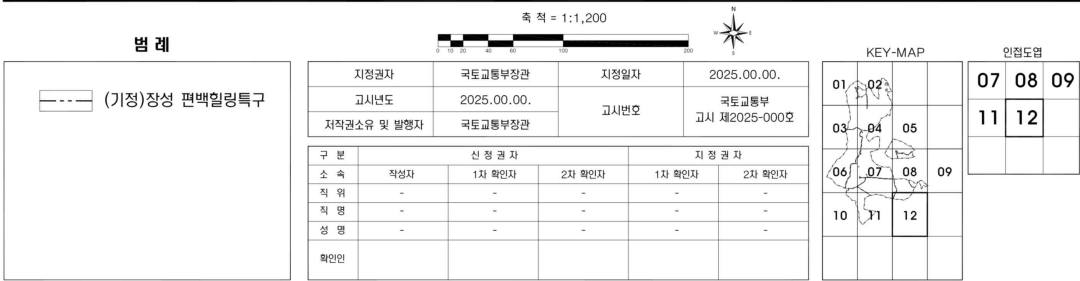 범 례
(기정)장성 편백힐링특구
축 척 = 1:1,200
0 10 20 40 60 100 200
N
W E
S
지정권자 국토교통부장관 지정일자 2025.00.00.
고시년도 2025.00.00. 고시번호 국토교통부
고시 제2025-000호
저작권소유 및 발행자 국토교통부장관
구 분 신 청 권 자 지 정 권 자
소 속 작성자 1차 확인자 2차 확인자 1차 확인자 2차 확인자
직 위 - - - - -
직 명 - - - - -
성 명 - - - - -
확인인
KEY-MAP
01 02
03 04 05
06 07 08 09
10 11 12
인접도엽
07 08 09
11 12